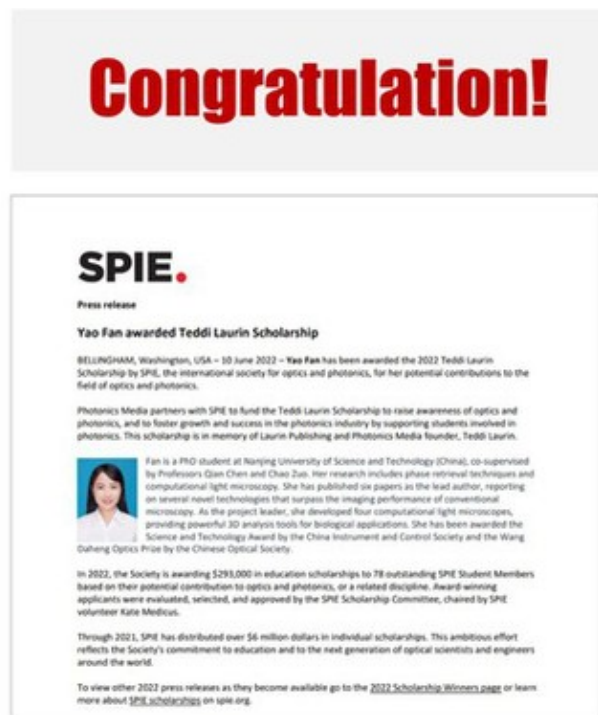 Congratulation!
SPIE.
Press release
Yao Fan awarded Teddi Laurin Scholarship
BELLINGHAM, Washington, USA – 10 June 2022 – Yao Fan has been awarded the 2022 Teddi Laurin
Scholarship by SPIE, the international society for optics and photonics, for her potential contributions to the
field of optics and photonics.
Photonics Media partners with SPIE to fund the Teddi Laurin Scholarship to raise awareness of optics and
photonics, and to foster growth and success in the photonics industry by supporting students involved in
photonics. This scholarship is in memory of Laurin Publishing and Photonics Media founder, Teddi Laurin.
Fan is a PhD student at Nanjing University of Science and Technology (China), co-supervised
by Professors Qian Chen and Chao Zuo. Her research includes phase retrieval techniques and
computational light microscopy. She has published six papers as the lead author, reporting
on several novel technologies that surpass the imaging performance of conventional
microscopy. As the project leader, she developed four computational light microscopes,
providing powerful 3D analysis tools for biological applications. She has been awarded the
Science and Technology Award by the China Instrument and Control Society and the Wang
Daheng Optics Prize by the Chinese Optical Society.
In 2022, the Society is awarding $293,000 in education scholarships to 78 outstanding SPIE Student Members
based on their potential contribution to optics and photonics, or a related discipline. Award-winning
applicants were evaluated, selected, and approved by the SPIE Scholarship Committee, chaired by SPIE
volunteer Kate Medicus.
Through 2021, SPIE has distributed over $6 million dollars in individual scholarships. This ambitious effort
reflects the Society's commitment to education and to the next generation of optical scientists and engineers
around the world.
To view other 2022 press releases as they become available go to the 2022 Scholarship Winners page or learn
more about SPIE scholarships on spie.org.